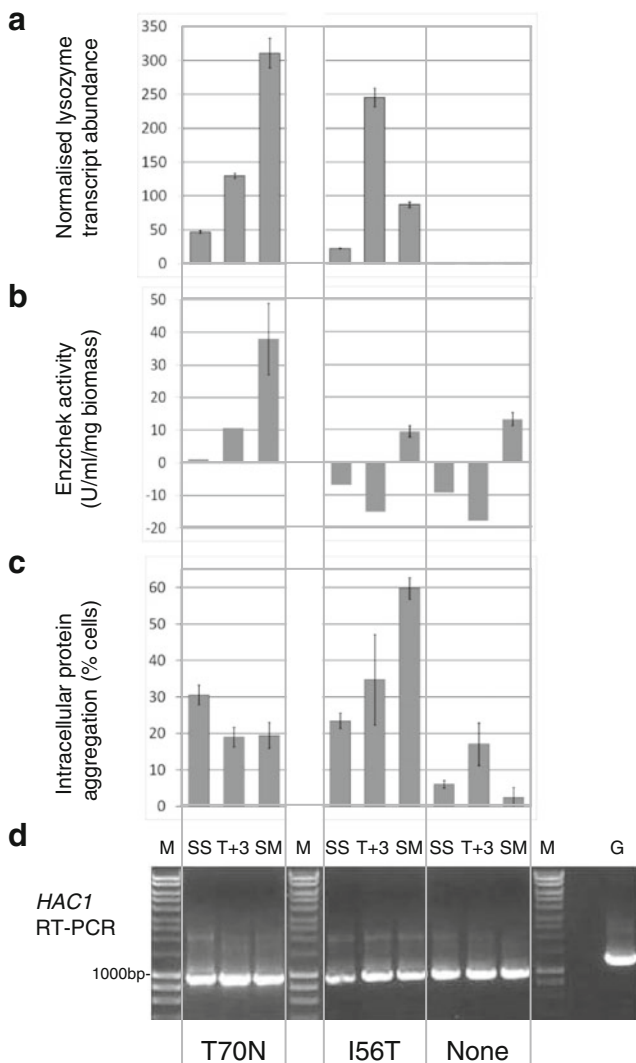 a
Normalised lysozyme
transcript abundance
350
300
250
200
150
100
50
0
b
Enzchek activity
(U/ml/mg biomass)
50
40
30
20
10
0
-10
-20
c
Intracellular protein
aggregation (% cells)
60
50
40
30
20
10
0
d
M SS T+3 SM M SS T+3 SM SS T+3 SM M G
HAC1
RT-PCR
1000bp-
T70N I56T None